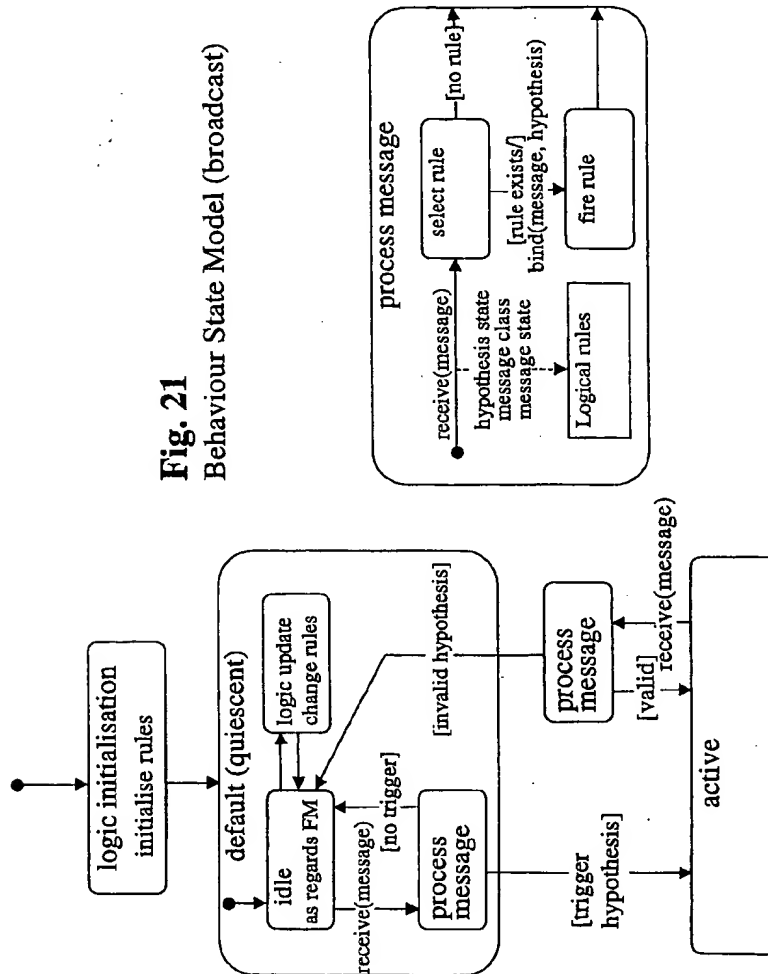 Fig. 21
Behaviour State Model (broadcast)
logic initialisation
initialise rules
default (quiescent)
idle
as regards FM
logic update
change rules
receive(message)
[no trigger]
process
message
[invalid hypothesis]
[trigger
hypothesis]
process
message
[valid]
receive(message)
active
process message
receive(message)
select rule
[no rule]
hypothesis state
message class
message state
[rule exists/]
bind(message, hypothesis)
Logical rules
fire rule